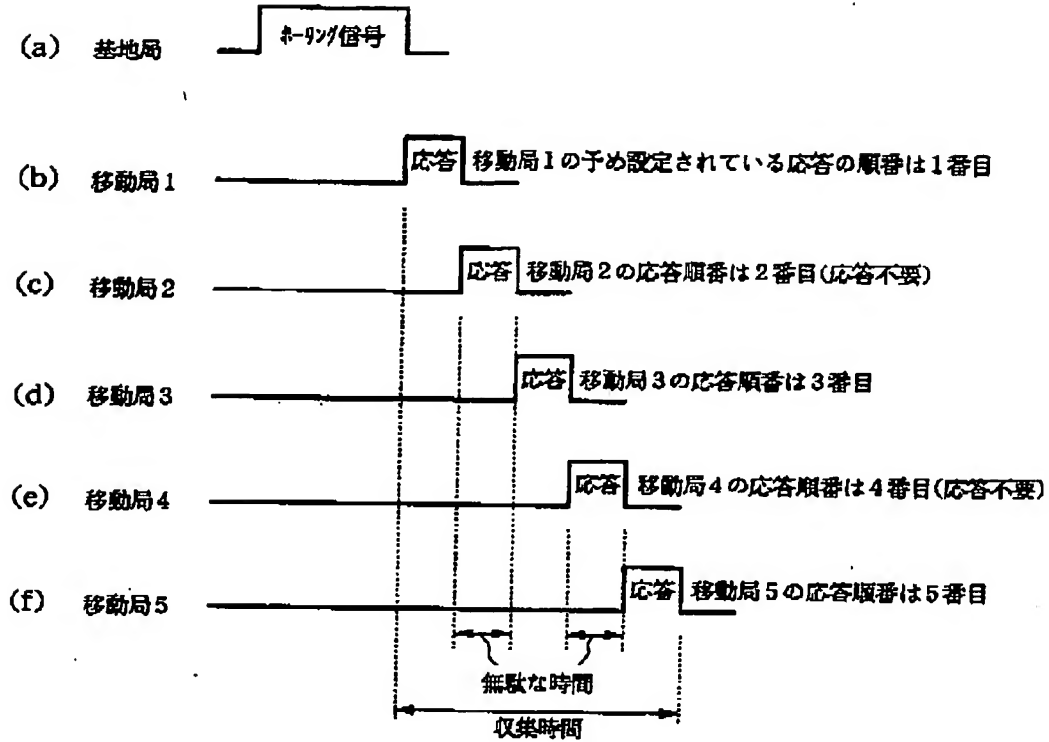 (a) 基地局 ポーリング信号
(b) 移動局1 応答 移動局1の予め設定されている応答の順番は1番目
(c) 移動局2 応答 移動局2の応答順番は2番目(応答不要)
(d) 移動局3 応答 移動局3の応答順番は3番目
(e) 移動局4 応答 移動局4の応答順番は4番目(応答不要)
(f) 移動局5 応答 移動局5の応答順番は5番目
無駄な時間
収集時間